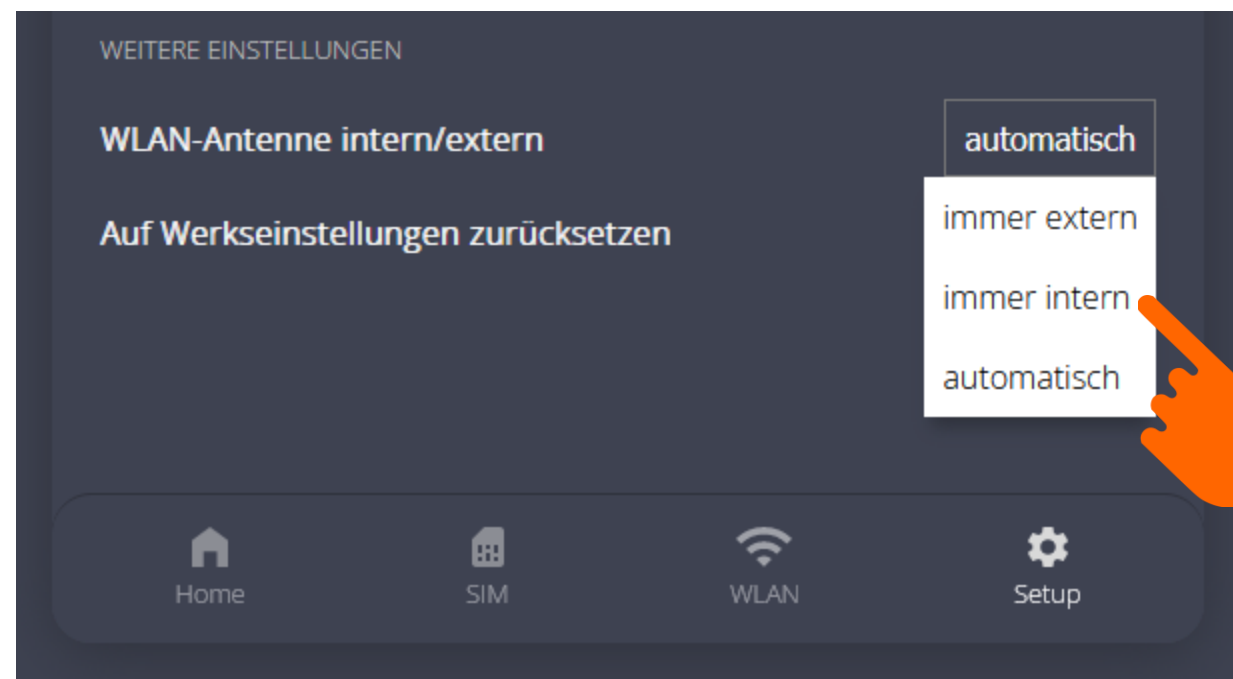 WEITERE EINSTELLUNGEN
WLAN-Antenne intern/extern
automatisch
immer extern
Auf Werkseinstellungen zurücksetzen
immer intern
automatisch
Home
SIM
WLAN
Setup